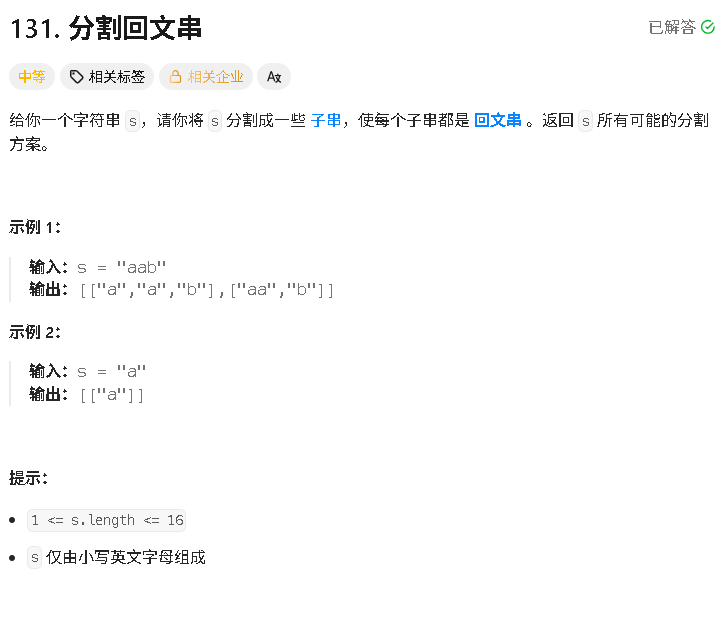 131. 分割回文串
已解答
中等 相关标签 相关企业
给你一个字符串 s，请你将 s 分割成一些 子串，使每个子串都是 回文串 。返回 s 所有可能的分割
方案。
示例 1：
输入：s = "aab"
输出：[["a","a","b"],["aa","b"]]
示例 2：
输入：s = "a"
输出：[["a"]]
提示：
1 <= s.length <= 16
s 仅由小写英文字母组成